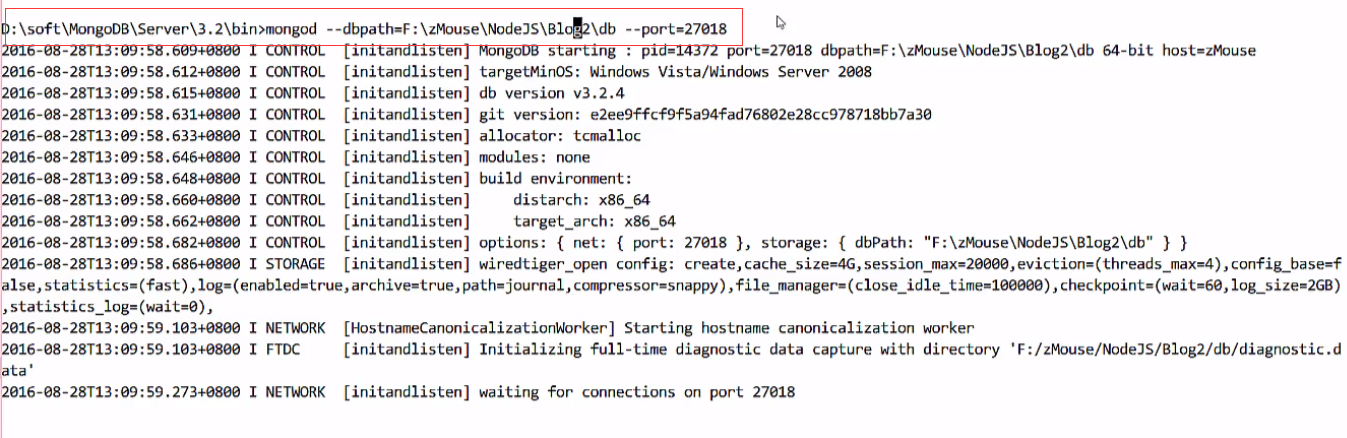 D:\soft\MongoDB\Server\3.2\bin>mongod --dbpath=F:\zMouse\NodeJS\Blog2\db --port=27018
2016-08-28T13:09:58.609+0800 I CONTROL  [initandlisten] MongoDB starting : pid=14372 port=27018 dbpath=F:\zMouse\NodeJS\Blog2\db 64-bit host=zMouse
2016-08-28T13:09:58.612+0800 I CONTROL  [initandlisten] targetMinOS: Windows Vista/Windows Server 2008
2016-08-28T13:09:58.615+0800 I CONTROL  [initandlisten] db version v3.2.4
2016-08-28T13:09:58.631+0800 I CONTROL  [initandlisten] git version: e2ee9ffcf9f5a94fad76802e28cc978718bb7a30
2016-08-28T13:09:58.633+0800 I CONTROL  [initandlisten] allocator: tcmalloc
2016-08-28T13:09:58.646+0800 I CONTROL  [initandlisten] modules: none
2016-08-28T13:09:58.648+0800 I CONTROL  [initandlisten] build environment:
2016-08-28T13:09:58.660+0800 I CONTROL  [initandlisten]     distarch: x86_64
2016-08-28T13:09:58.662+0800 I CONTROL  [initandlisten]     target_arch: x86_64
2016-08-28T13:09:58.682+0800 I CONTROL  [initandlisten] options: { net: { port: 27018 }, storage: { dbPath: "F:\zMouse\NodeJS\Blog2\db" } }
2016-08-28T13:09:58.686+0800 I STORAGE  [initandlisten] wiredtiger_open config: create,cache_size=4G,session_max=20000,eviction=(threads_max=4),config_base=f
alse,statistics=(fast),log=(enabled=true,archive=true,path=journal,compressor=snappy),file_manager=(close_idle_time=100000),checkpoint=(wait=60,log_size=2GB)
,statistics_log=(wait=0),
2016-08-28T13:09:59.103+0800 I NETWORK  [HostnameCanonicalizationWorker] Starting hostname canonicalization worker
2016-08-28T13:09:59.103+0800 I FTDC     [initandlisten] Initializing full-time diagnostic data capture with directory 'F:/zMouse/NodeJS/Blog2/db/diagnostic.d
ata'
2016-08-28T13:09:59.273+0800 I NETWORK  [initandlisten] waiting for connections on port 27018